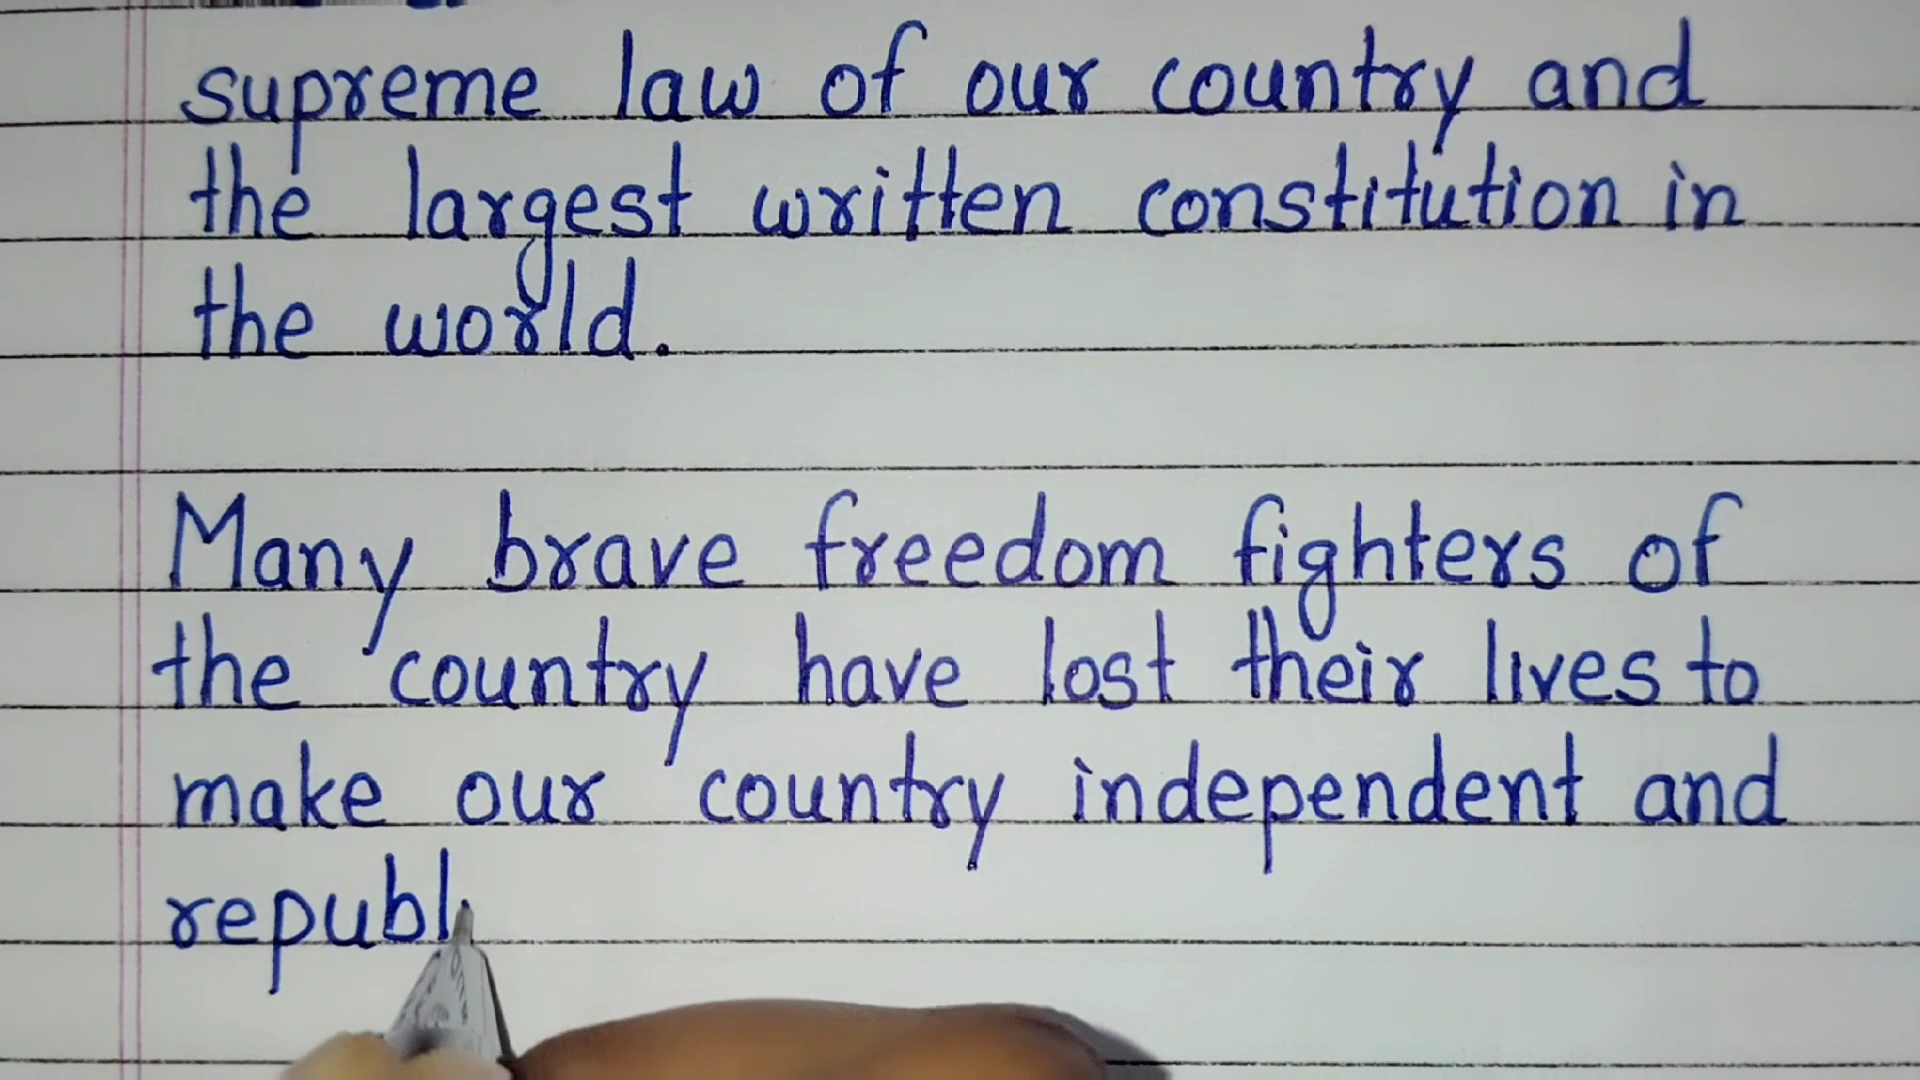 supreme law of our country and
the largest written constitution in
the world.
Many brave freedom fighters of
the country have lost their lives to
make our country independent and
republ